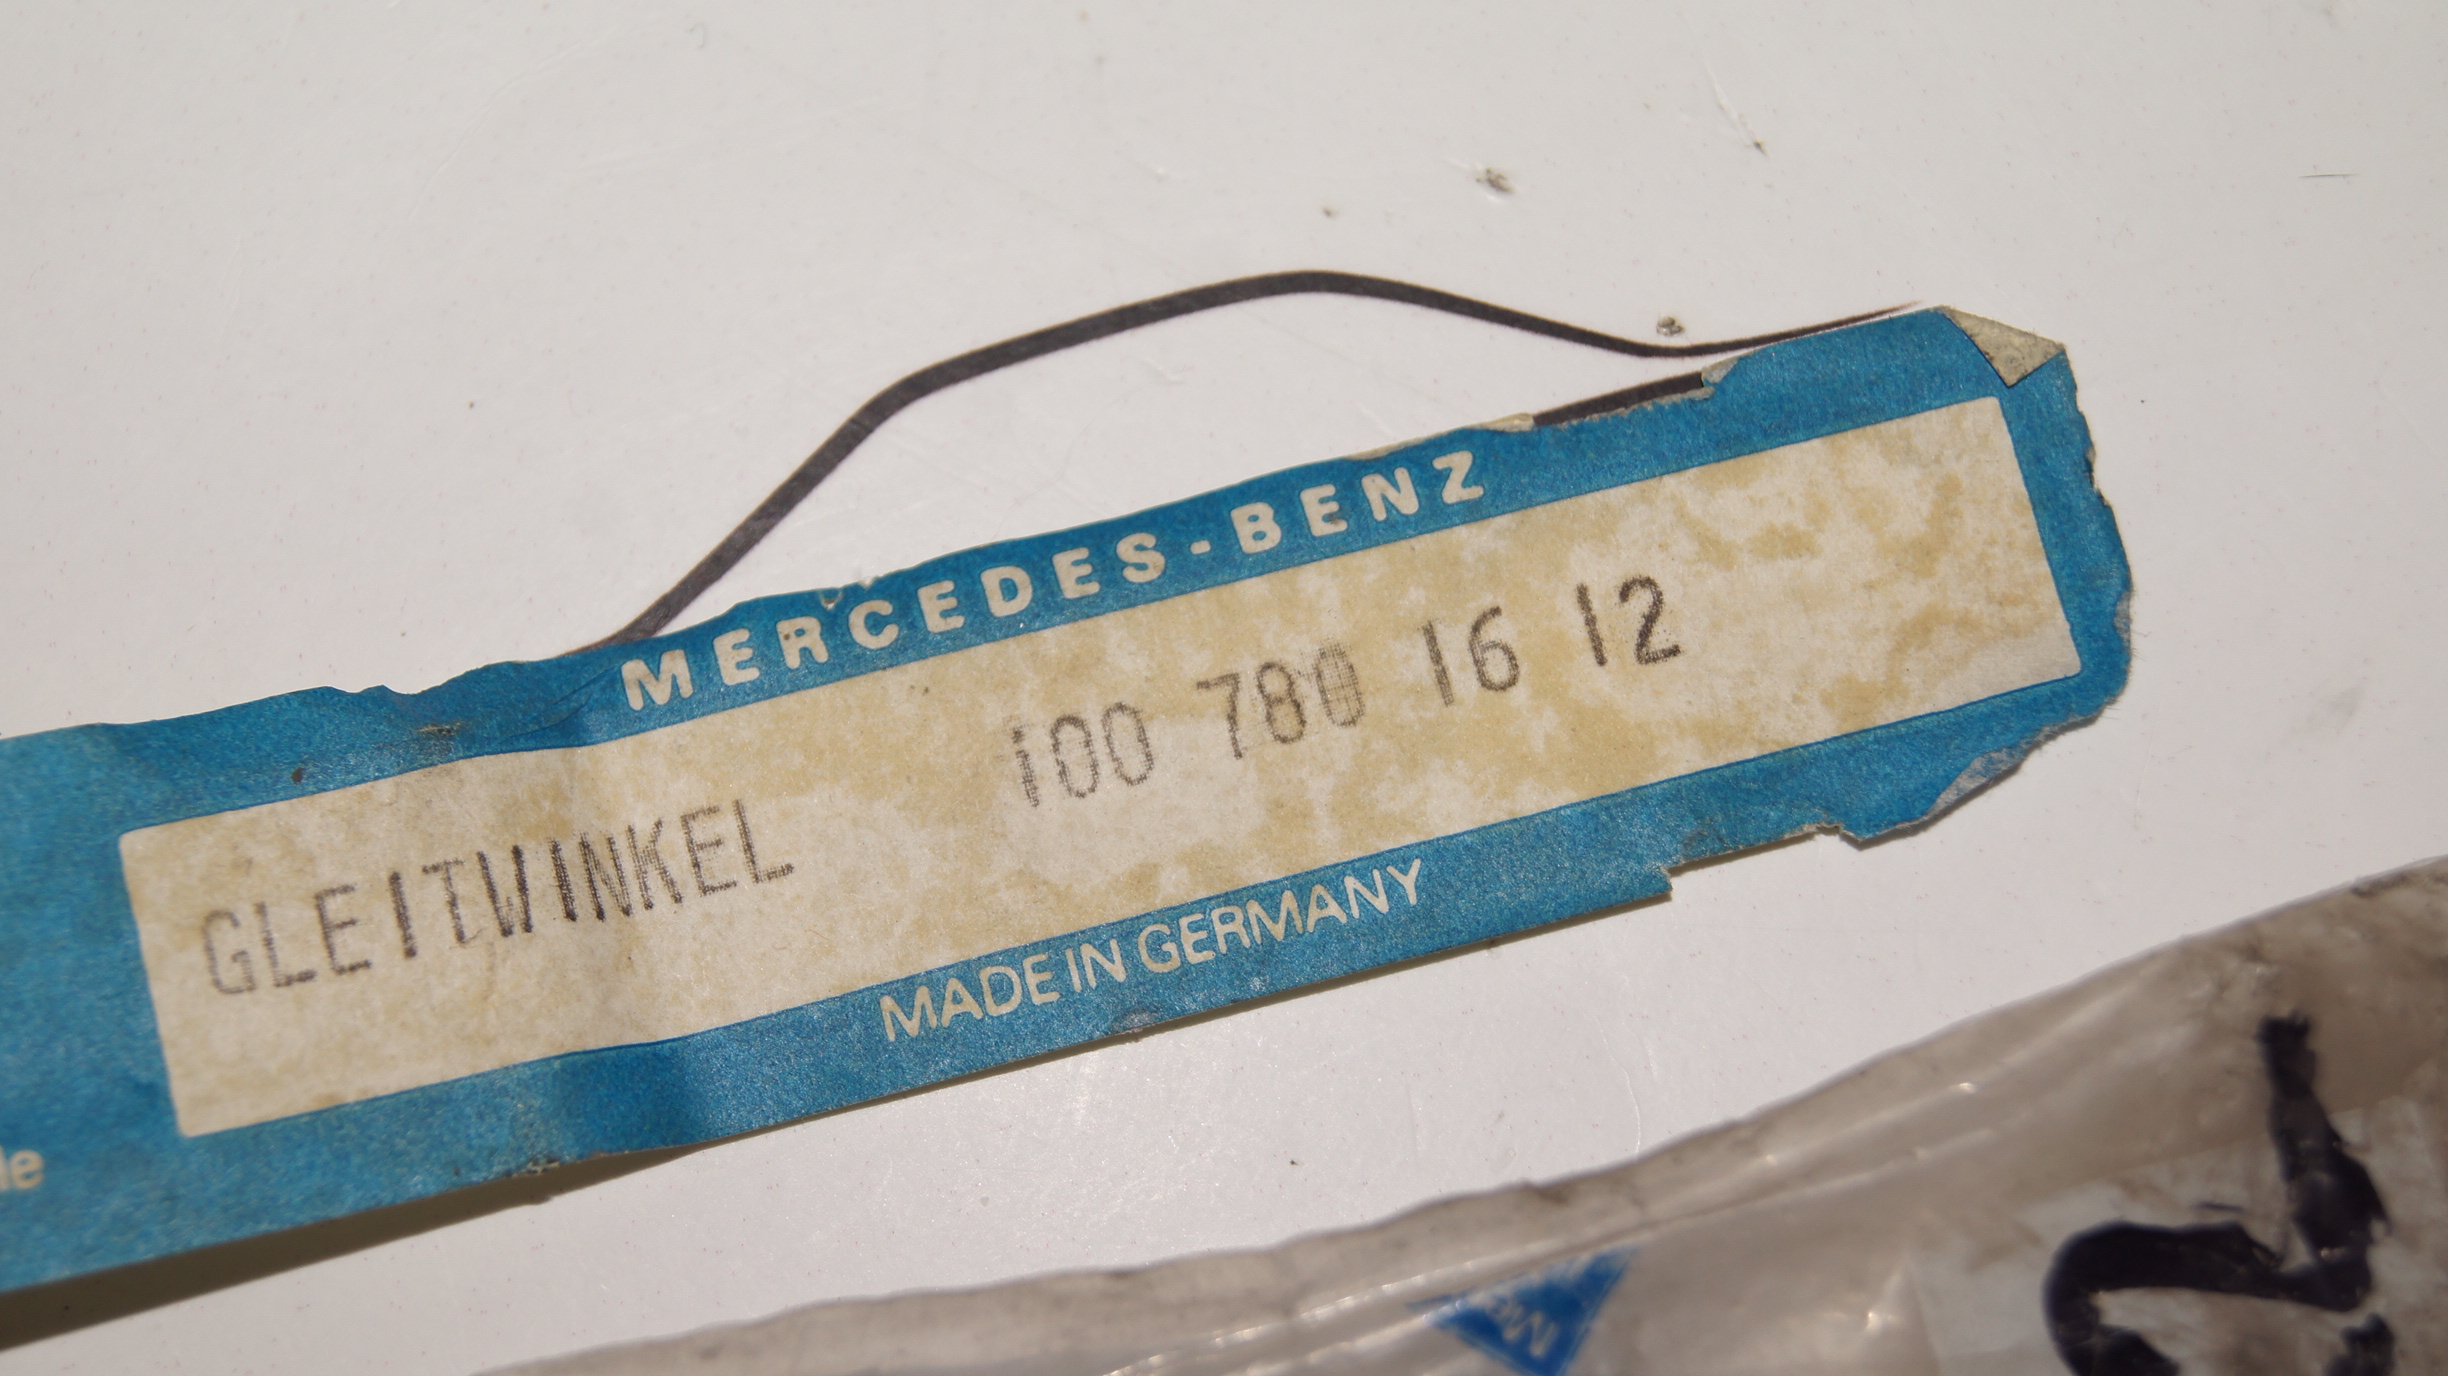 MERCEDES-BENZ
GLEITWINKEL 100 780 16 12
MADE IN GERMANY